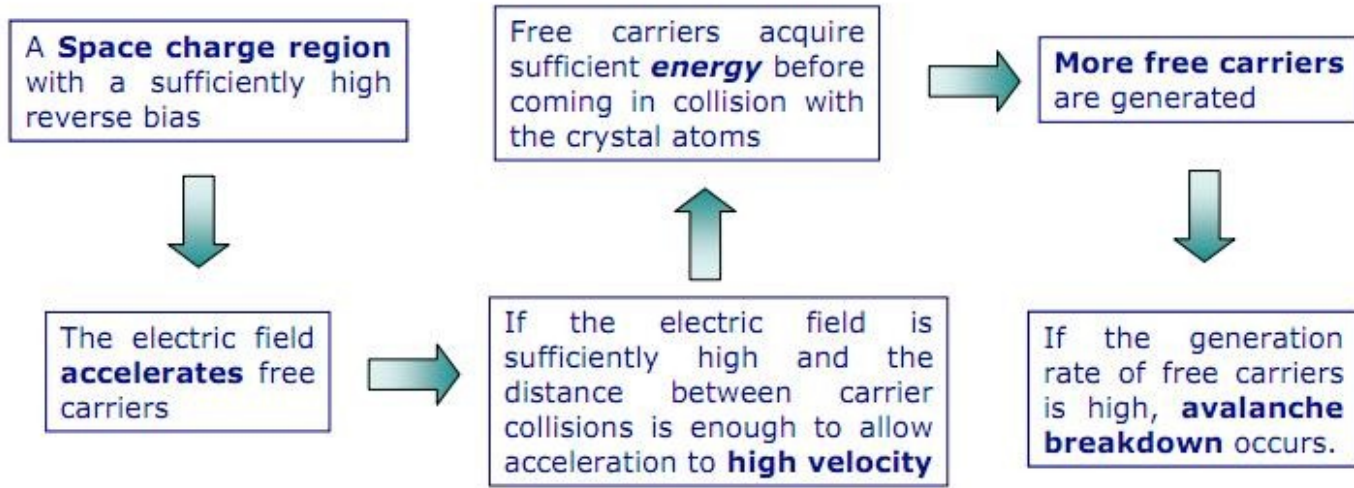 A Space charge region
with a sufficiently high
reverse bias
The electric field
accelerates free
carriers
If the electric field is
sufficiently high and the
distance between carrier
collisions is enough to allow
acceleration to high velocity
Free carriers acquire
sufficient energy before
coming in collision with
the crystal atoms
More free carriers
are generated
If the generation
rate of free carriers
is high, avalanche
breakdown occurs.